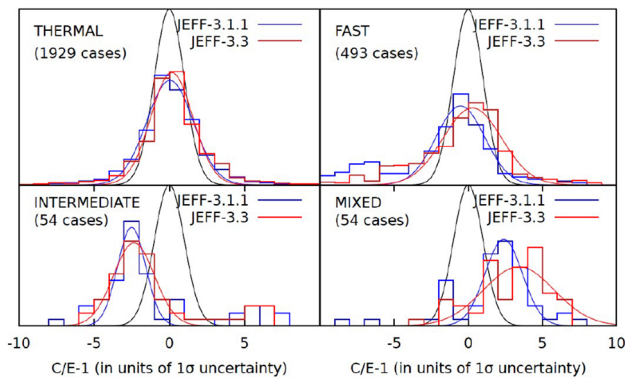 THERMAL
(1929 cases)
JEFF-3.1.1
JEFF-3.3
FAST
(493 cases)
JEFF-3.1.1
JEFF-3.3
INTERMEDIATE
(54 cases)
JEFF-3.1.1
JEFF-3.3
MIXED
(54 cases)
JEFF-3.1.1
JEFF-3.3
-10 -5 0 5 -5 0 5 10
C/E-1 (in units of 1σ uncertainty) C/E-1 (in units of 1σ uncertainty)